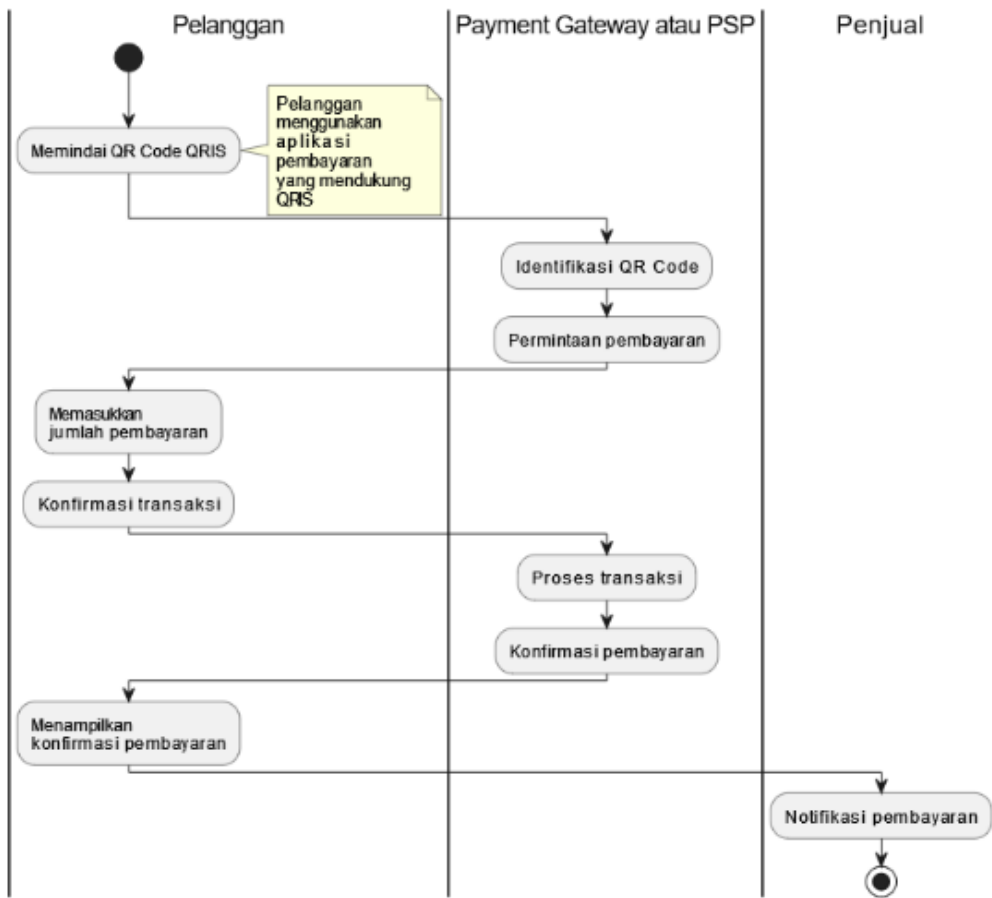 Pelanggan
Payment Gateway atau PSP
Penjual
Memindai QR Code QRIS
Pelanggan
menggunakan
aplikasi
pembayaran
yang mendukung
QRIS
Identifikasi QR Code
Permintaan pembayaran
Memasukkan
jumlah pembayaran
Konfirmasi transaksi
Proses transaksi
Konfirmasi pembayaran
Menampilkan
konfirmasi pembayaran
Notifikasi pembayaran